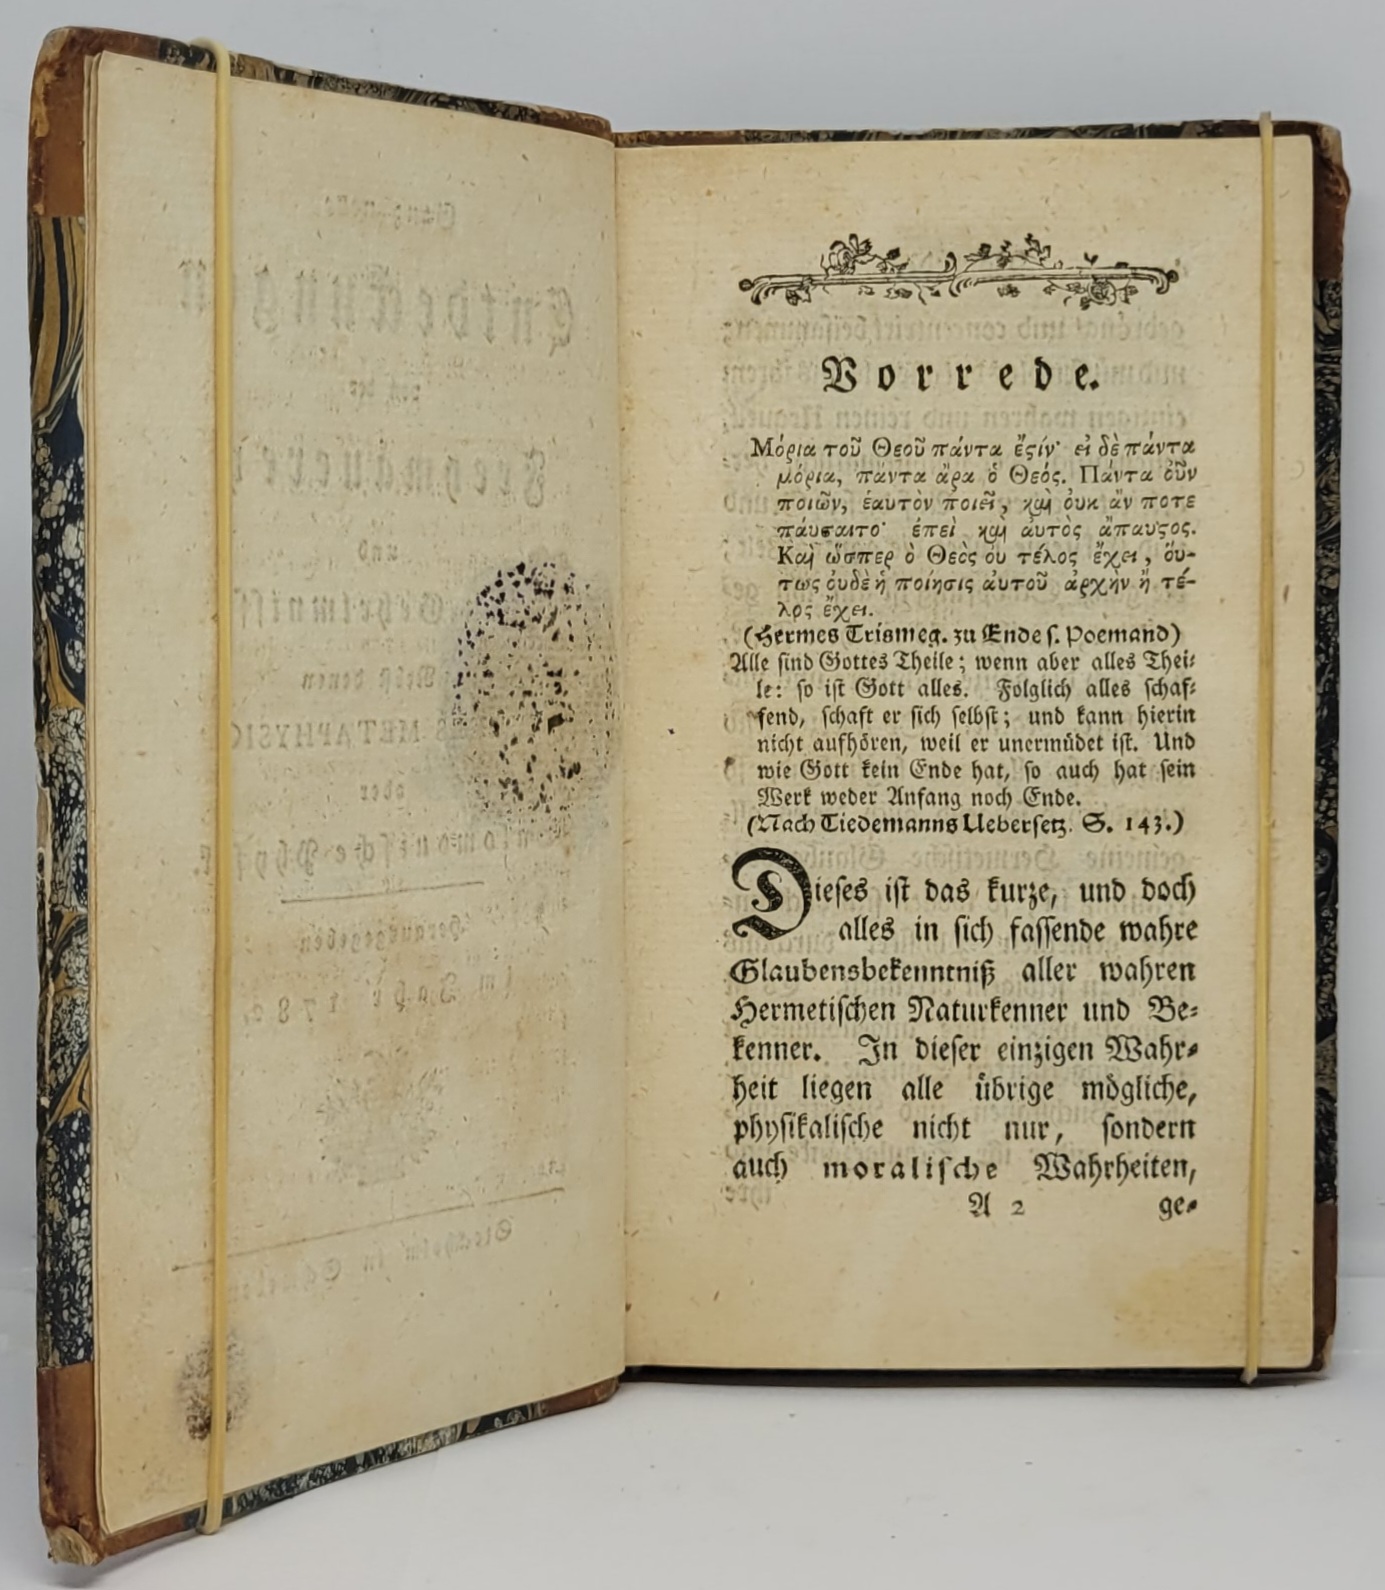 Vorrede.
Μόρια τοῦ Θεοῦ πάντα ἔϛίν· εἰ δὲ πάντα
μόρια, πάντα ἄρα ὁ Θεός. Πάντα οὖν
ποιῶν, ἑαυτὸν ποιεῖ, καὶ οὐκ ἄν ποτε
παύσαιτο· ἐπεὶ καὶ αὐτὸς ἄπαυϛος.
Καὶ ὥσπερ ὁ Θεὸς οὐ τέλος ἔχει, οὕ-
τως οὐδὲ ἡ ποίησις αὐτοῦ ἀρχὴν ἢ τέ-
λος ἔχει.
(Hermes Trismeg. zu Ende ſ. Poemand)
Alle ſind Gottes Theile; wenn aber alles Thei-
le: ſo iſt Gott alles. Folglich alles ſchaf-
fend, ſchaft er ſich ſelbſt; und kann hierin
nicht aufhören, weil er unermüdet iſt. Und
wie Gott kein Ende hat, ſo auch hat ſein
Werk weder Anfang noch Ende.
(Nach Tiedemanns Ueberſetz. S. 143.)
Dieſes iſt das kurze, und doch
alles in ſich faſſende wahre
Glaubensbekenntniß aller wahren
Hermetiſchen Naturkenner und Be-
kenner. In dieſer einzigen Wahr-
heit liegen alle übrige mögliche,
phyſikaliſche nicht nur, ſondern
auch moraliſche Wahrheiten,
A 2 ge-